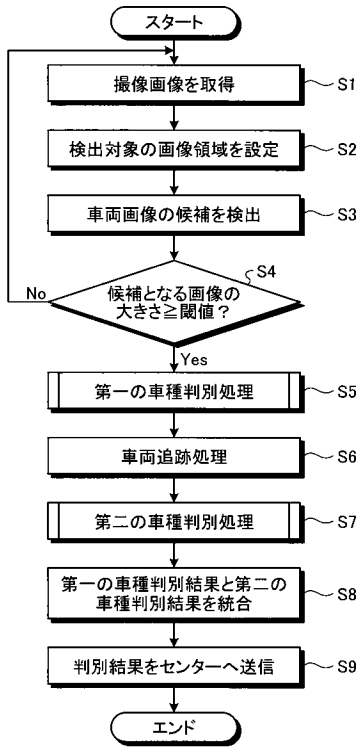 スタート
撮像画像を取得
S1
検出対象の画像領域を設定
S2
車両画像の候補を検出
S3
S4
No
候補となる画像の
大きさ≧閾値？
Yes
第一の車種判別処理
S5
車両追跡処理
S6
第二の車種判別処理
S7
第一の車種判別結果と第二の
車種判別結果を統合
S8
判別結果をセンターへ送信
S9
エンド